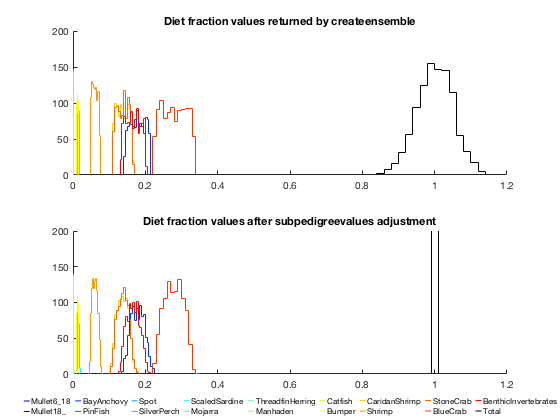 Diet fraction values returned by createensemble
200
150
100
50
0
0 0.2 0.4 0.6 0.8 1 1.2
Diet fraction values after subpedigreevalues adjustment
200
150
100
50
0
0 0.2 0.4 0.6 0.8 1 1.2
Mullet6_18 BayAnchovy Spot ScaledSardine ThreadfinHerring Catfish CaridanShrimp StoneCrab BenthicInvertebrates
Mullet18_ PinFish SilverPerch Mojarra Manhaden Bumper Shrimp BlueCrab Total